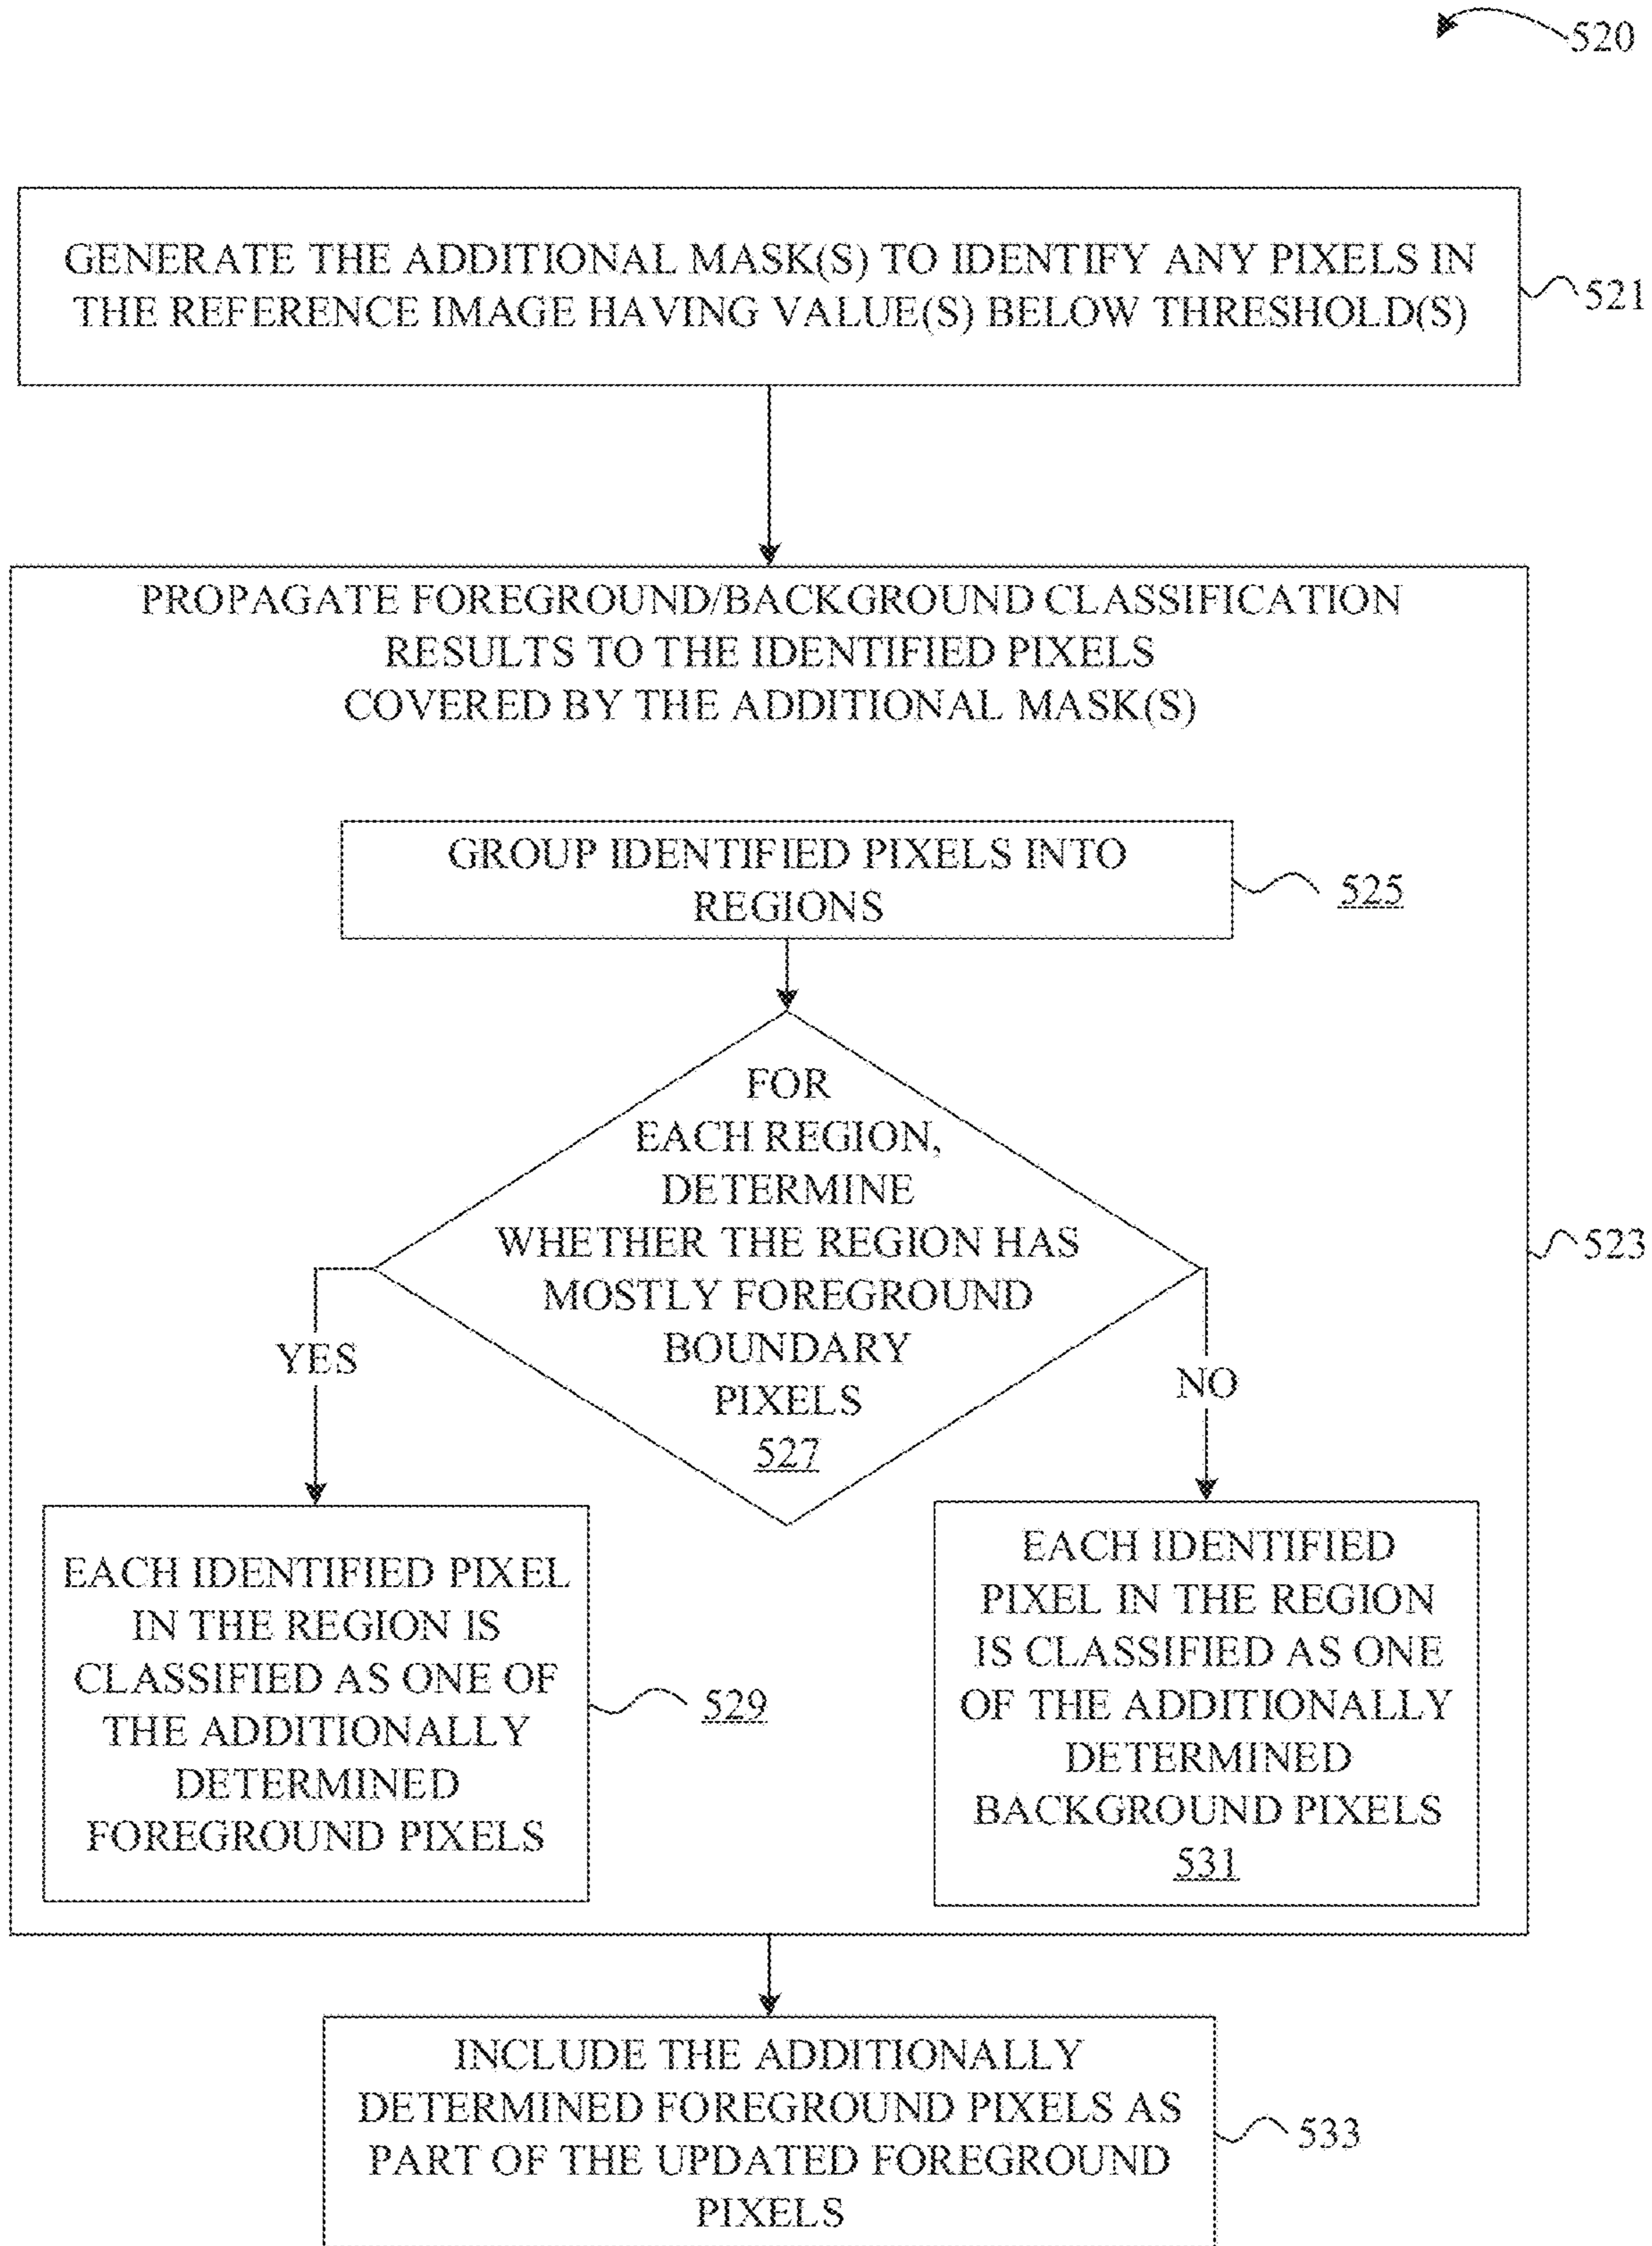 520
GENERATE THE ADDITIONAL MASK(S) TO IDENTIFY ANY PIXELS IN
THE REFERENCE IMAGE HAVING VALUE(S) BELOW THRESHOLD(S)
521
PROPAGATE FOREGROUND/BACKGROUND CLASSIFICATION
RESULTS TO THE IDENTIFIED PIXELS
COVERED BY THE ADDITIONAL MASK(S)
GROUP IDENTIFIED PIXELS INTO
REGIONS
525
FOR
EACH REGION,
DETERMINE
WHETHER THE REGION HAS
MOSTLY FOREGROUND
BOUNDARY
PIXELS
527
523
YES
NO
EACH IDENTIFIED PIXEL
IN THE REGION IS
CLASSIFIED AS ONE OF
THE ADDITIONALLY
DETERMINED
FOREGROUND PIXELS
529
EACH IDENTIFIED
PIXEL IN THE REGION
IS CLASSIFIED AS ONE
OF THE ADDITIONALLY
DETERMINED
BACKGROUND PIXELS
531
INCLUDE THE ADDITIONALLY
DETERMINED FOREGROUND PIXELS AS
PART OF THE UPDATED FOREGROUND
PIXELS
533